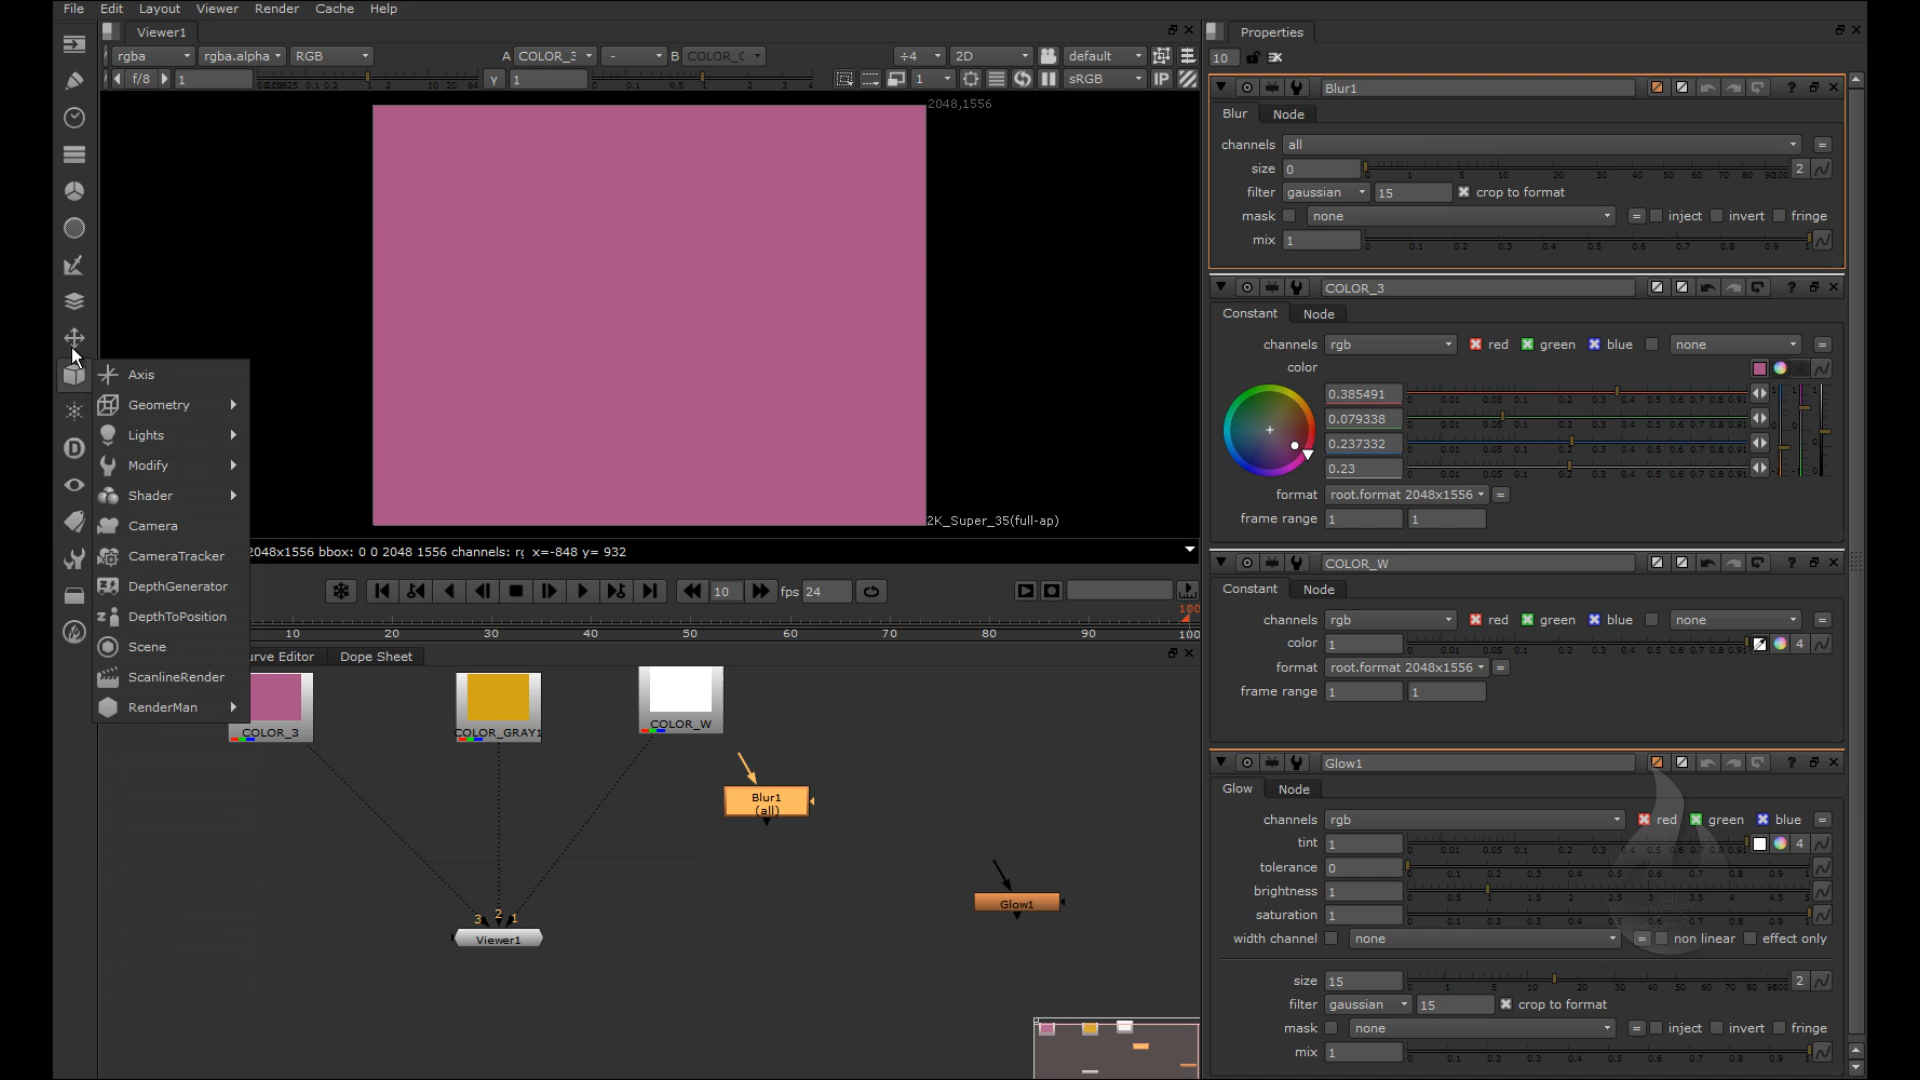 File Edit Layout Viewer Render Cache Help
Viewer1
rgba rgba.alpha RGB A COLOR_3 - B ÷4 2D default
f/8 1 y 1 1 sRGB IP
2048,1556
2K_Super_35(full-ap)
2048x1556 bbox: 0 0 2048 1556 channels: x=-848 y= 932
Axis
Geometry
Lights
Modify
Shader
Camera
CameraTracker
DepthGenerator
DepthToPosition
Scene
ScanlineRender
RenderMan
10 fps 24
100
10 20 30 40 50 60 70 80 90 100
urve Editor Dope Sheet
COLOR_3
COLOR_GRAY1
COLOR_W
Blur1
(all)
Glow1
3 2 1
Viewer1
Properties
10
Blur1
Blur Node
channels all =
size 0 2
filter gaussian 15 crop to format
mask none = inject invert fringe
mix 1
COLOR_3
Constant Node
channels rgb red green blue none =
color
0.385491
0.079338
0.237332
0.23
format root.format 2048x1556 =
frame range 1 1
COLOR_W
Constant Node
channels rgb red green blue none =
color 1 4
format root.format 2048x1556 =
frame range 1 1
Glow1
Glow Node
channels rgb red green blue =
tint 1 4
tolerance 0
brightness 1
saturation 1
width channel none = non linear effect only
size 15 2
filter gaussian 15 crop to format
mask none = inject invert fringe
mix 1